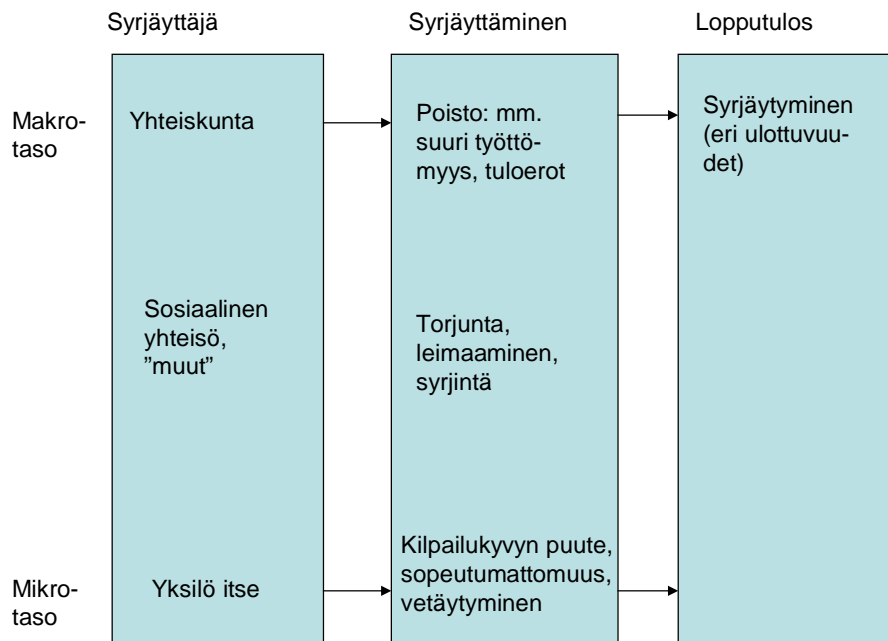 Syrjäyttäjä
Syrjäyttäminen
Lopputulos
Makro-
taso
Yhteiskunta
Poisto: mm.
suuri työttö-
myys, tuloerot
Syrjäytyminen
(eri ulottuvuu-
det)
Sosiaalinen
yhteisö,
”muut”
Torjunta,
leimaaminen,
syrjintä
Mikro-
taso
Yksilö itse
Kilpailukyvyn puute,
sopeutumattomuus,
vetäytyminen